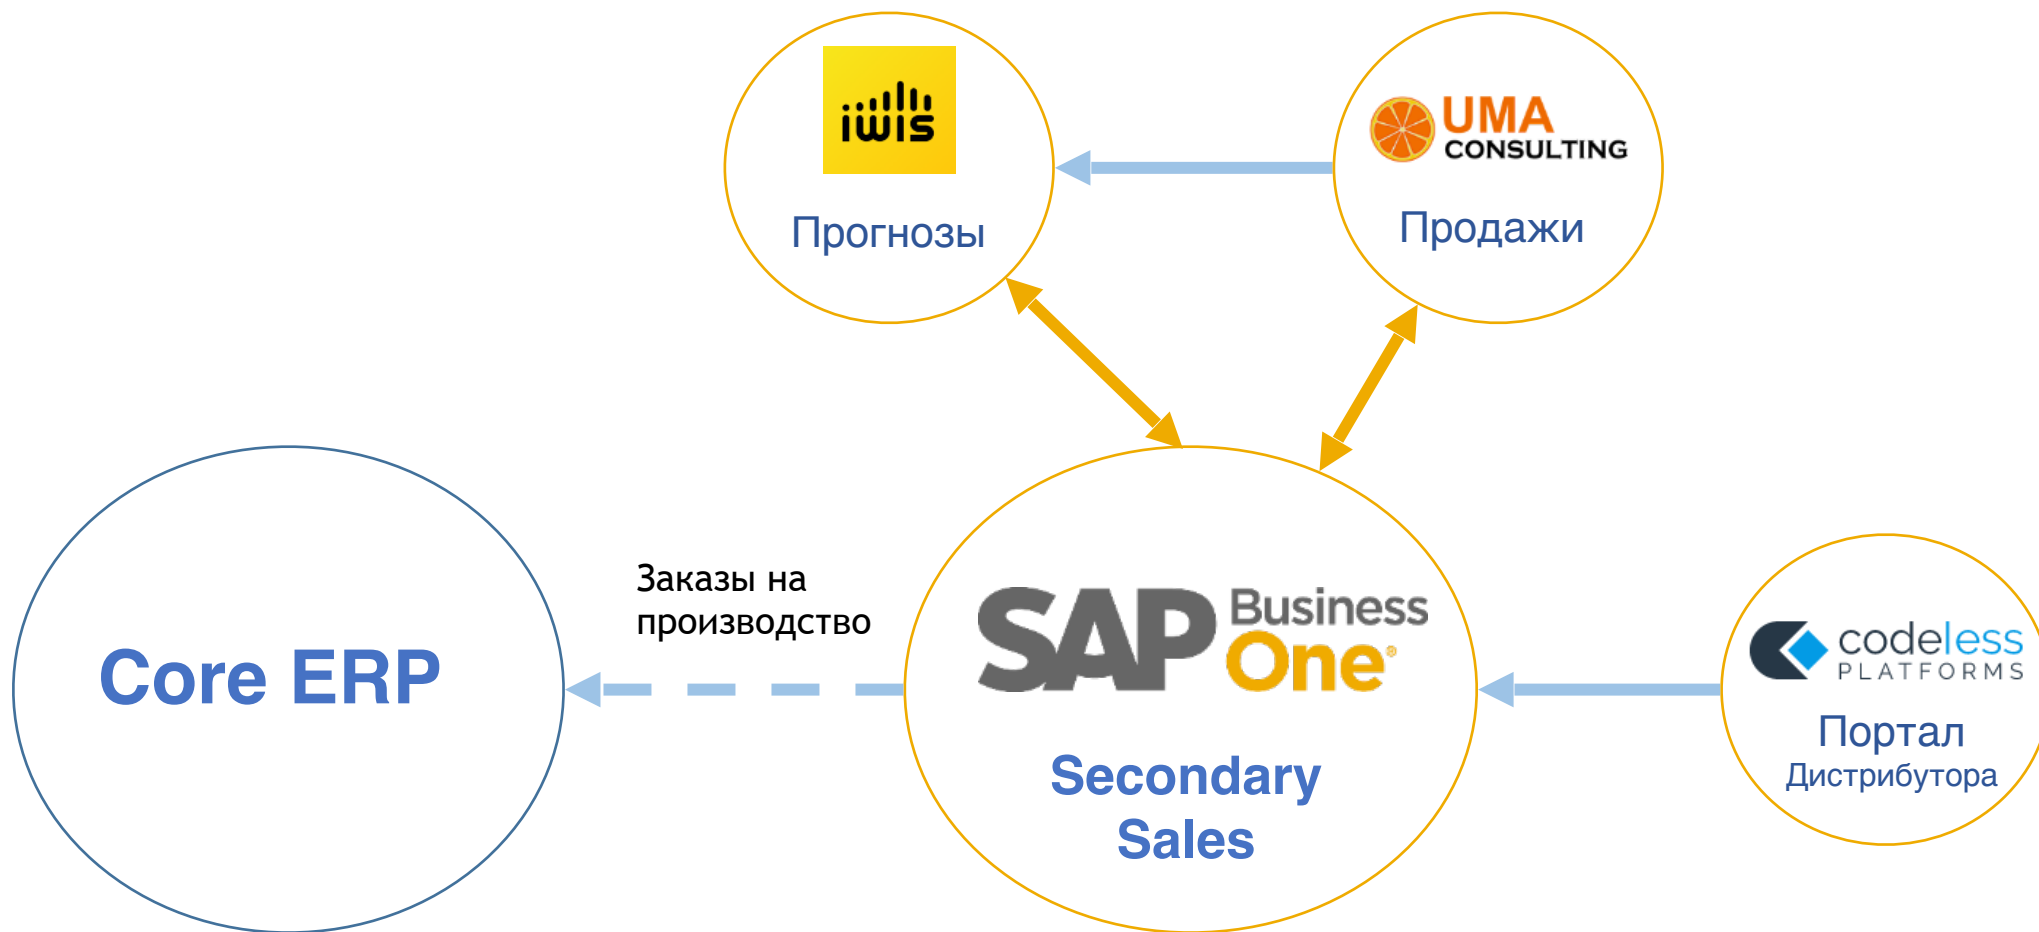 iwis
Прогнозы
UMA
CONSULTING
Продажи
Core ERP
Заказы на
производство
SAP Business
One®
Secondary
Sales
codeless
PLATFORMS
Портал
Дистрибутора